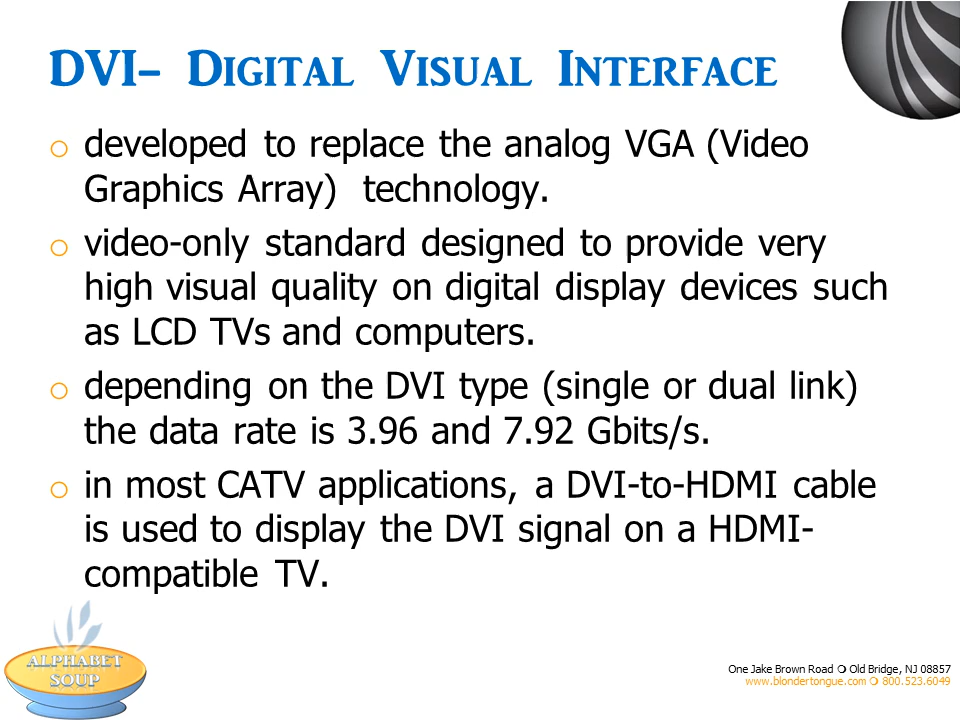 DVI- Digital Visual Interface
o developed to replace the analog VGA (Video
Graphics Array) technology.
o video-only standard designed to provide very
high visual quality on digital display devices such
as LCD TVs and computers.
o depending on the DVI type (single or dual link)
the data rate is 3.96 and 7.92 Gbits/s.
o in most CATV applications, a DVI-to-HDMI cable
is used to display the DVI signal on a HDMI-
compatible TV.
ALPHABET
SOUP
One Jake Brown Road ❍ Old Bridge, NJ 08857
www.blondertongue.com ❍ 800.523.6049